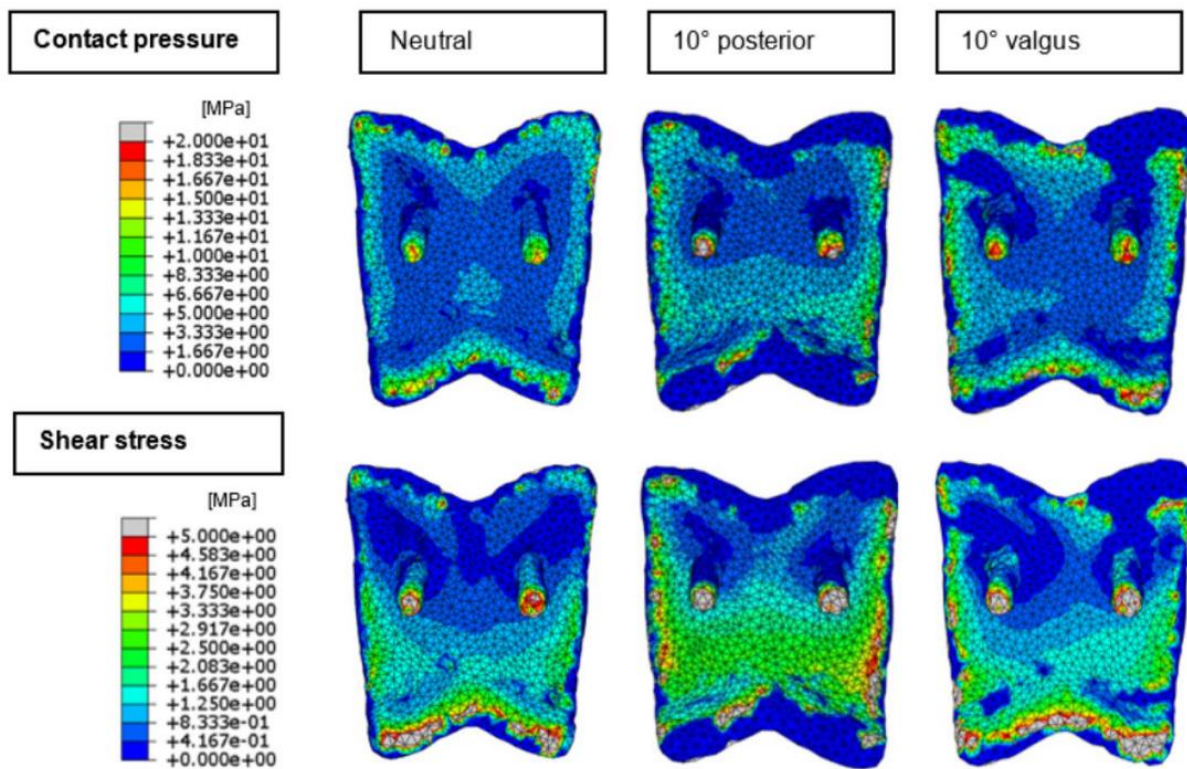 Contact pressure
Neutral
10° posterior
10° valgus
[MPa]
+2.000e+01
+1.833e+01
+1.667e+01
+1.500e+01
+1.333e+01
+1.167e+01
+1.000e+01
+8.333e+00
+6.667e+00
+5.000e+00
+3.333e+00
+1.667e+00
+0.000e+00
Shear stress
[MPa]
+5.000e+00
+4.583e+00
+4.167e+00
+3.750e+00
+3.333e+00
+2.917e+00
+2.500e+00
+2.083e+00
+1.667e+00
+1.250e+00
+8.333e-01
+4.167e-01
+0.000e+00